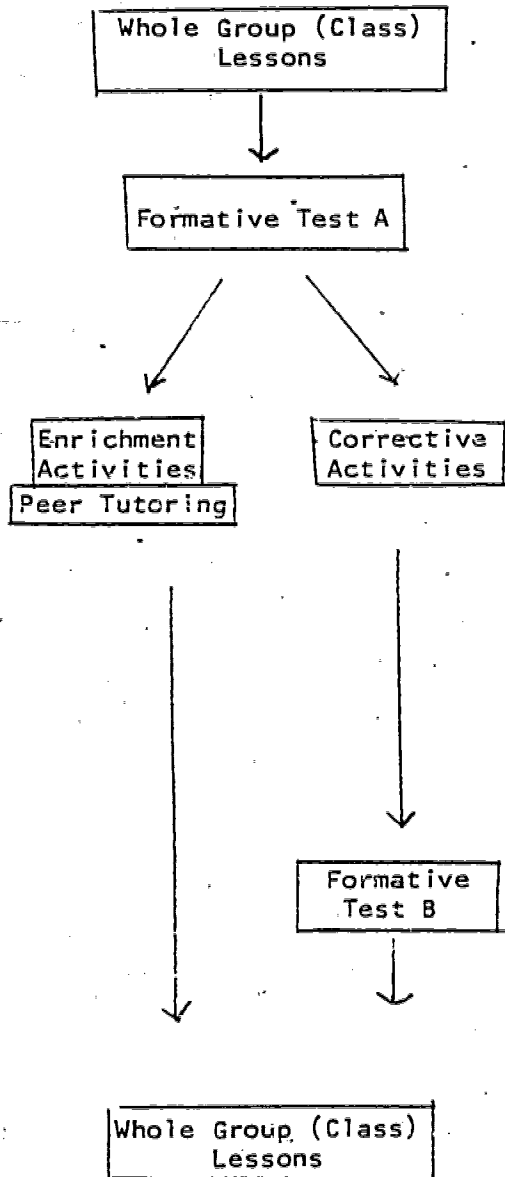 Whole Group (Class)
Lessons
Formative Test A
Enrichment
Activities
Peer Tutoring
Corrective
Activities
Formative
Test B
Whole Group (Class)
Lessons